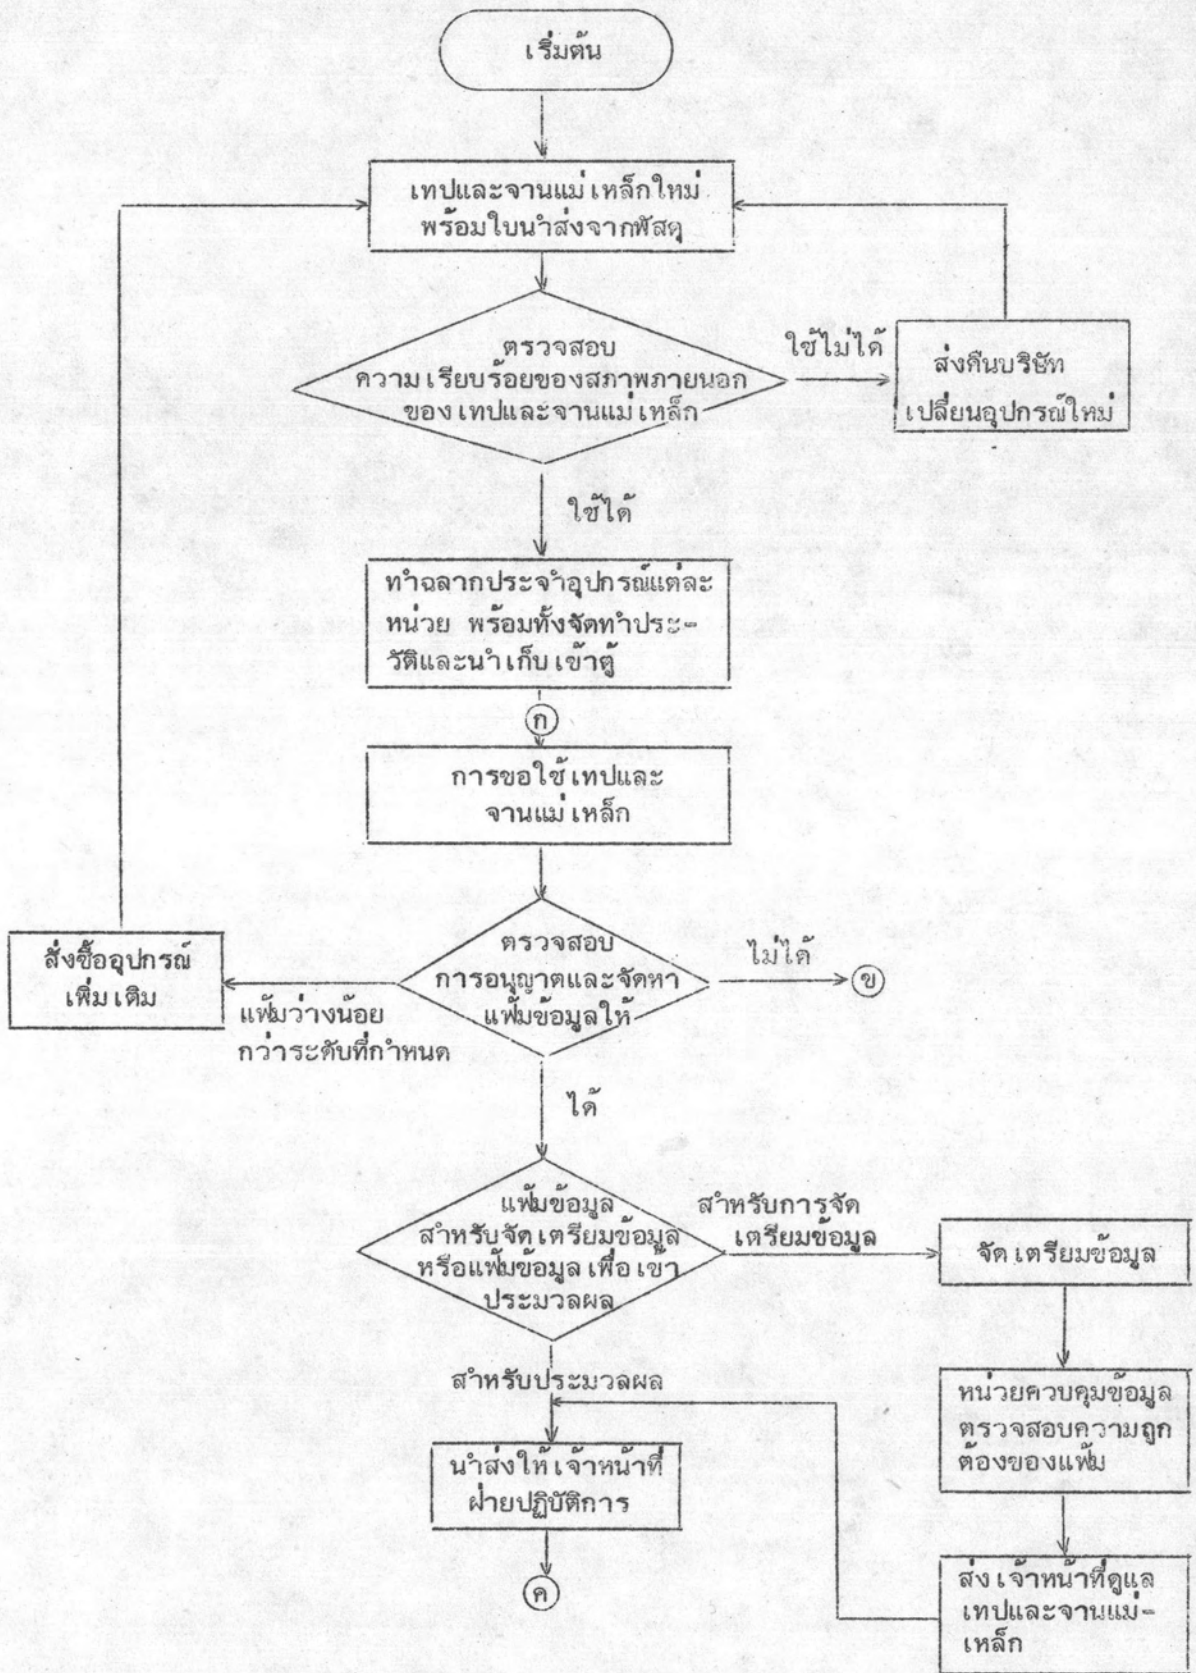 เริ่มต้น
เทปและจานแม่เหล็กใหม่
พร้อมใบนำส่งจากพัสดุ
ตรวจสอบ
ความเรียบร้อยของสภาพภายนอก
ของเทปและจานแม่เหล็ก
ใช้ไม่ได้
ส่งคืนบริษัท
เปลี่ยนอุปกรณ์ใหม่
ใช้ได้
ทำฉลากประจำอุปกรณ์แต่ละ
หน่วย พร้อมทั้งจัดทำประ-
วัติและนำเก็บเข้าตู้
ก
การขอใช้เทปและ
จานแม่เหล็ก
ตรวจสอบ
การอนุญาตและจัดหา
แฟ้มข้อมูลให้
ไม่ได้
ข
สั่งซื้ออุปกรณ์
เพิ่มเติม
แฟ้มว่างน้อย
กว่าระดับที่กำหนด
ได้
แฟ้มข้อมูล
สำหรับจัดเตรียมข้อมูล
หรือแฟ้มข้อมูลเพื่อเข้า
ประมวลผล
สำหรับการจัด
เตรียมข้อมูล
จัดเตรียมข้อมูล
สำหรับประมวลผล
หน่วยควบคุมข้อมูล
ตรวจสอบความถูก
ต้องของแฟ้ม
นำส่งให้เจ้าหน้าที่
ฝ่ายปฏิบัติการ
ค
ส่งเจ้าหน้าที่ดูแล
เทปและจานแม่-
เหล็ก